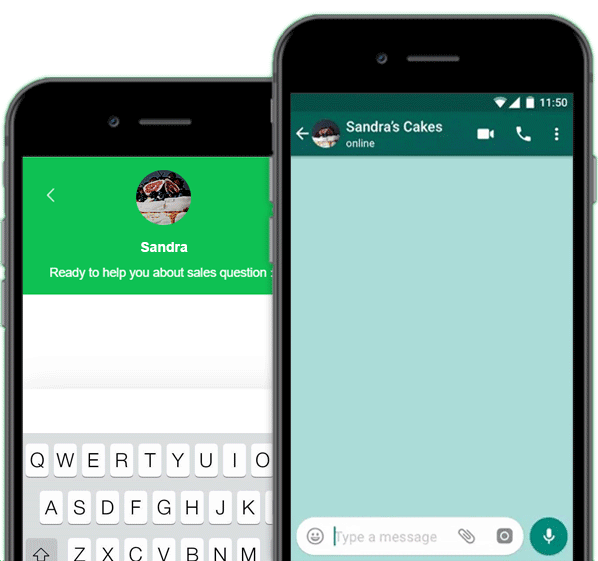 Sandra
Ready to help you about sales question :
Q W E R T Y U I O
A S D F G H J K
Z X C V B N M
11:50
Sandra's Cakes
online
Type a message